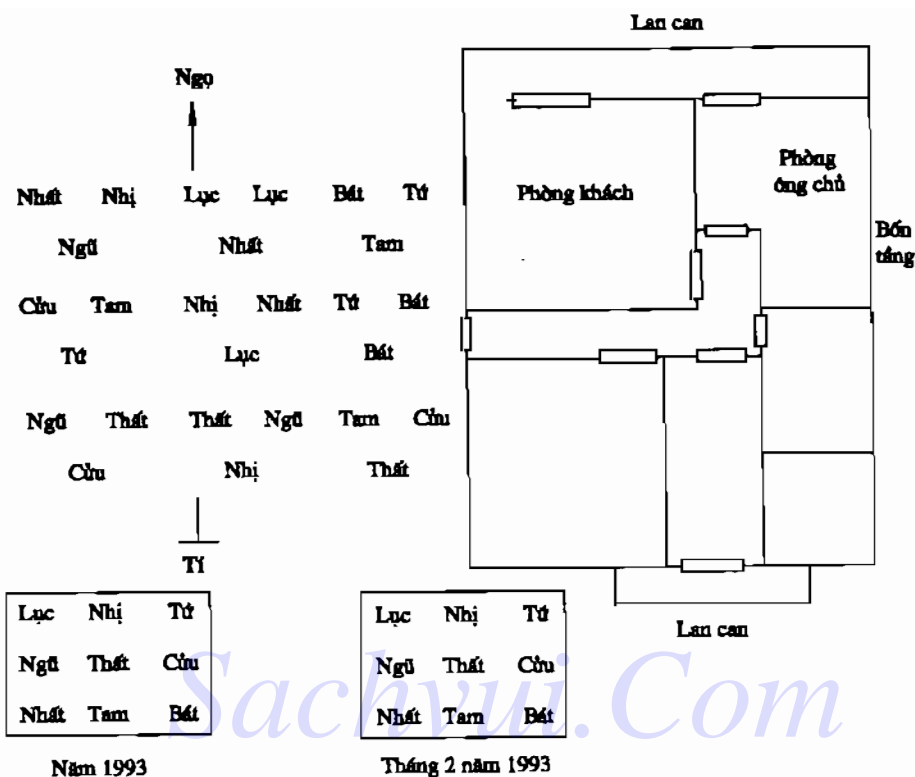 Lan can
Ngọ
Nhất Nhị Lục Lục Bát Tứ
Ngũ Nhất Tam
Cửu Tam Nhị Nhất Tứ Bát
Tứ Lục Bát
Ngũ Thất Thất Ngũ Tam Cửu
Cửu Nhị Thất
Tí
Phòng khách
Phòng
ông chủ
Bốn
tầng
Lan can
Lục Nhị Tứ
Ngũ Thất Cửu
Nhất Tam Bát
Năm 1993
Lục Nhị Tứ
Ngũ Thất Cửu
Nhất Tam Bát
Tháng 2 năm 1993
Sachvui.Com